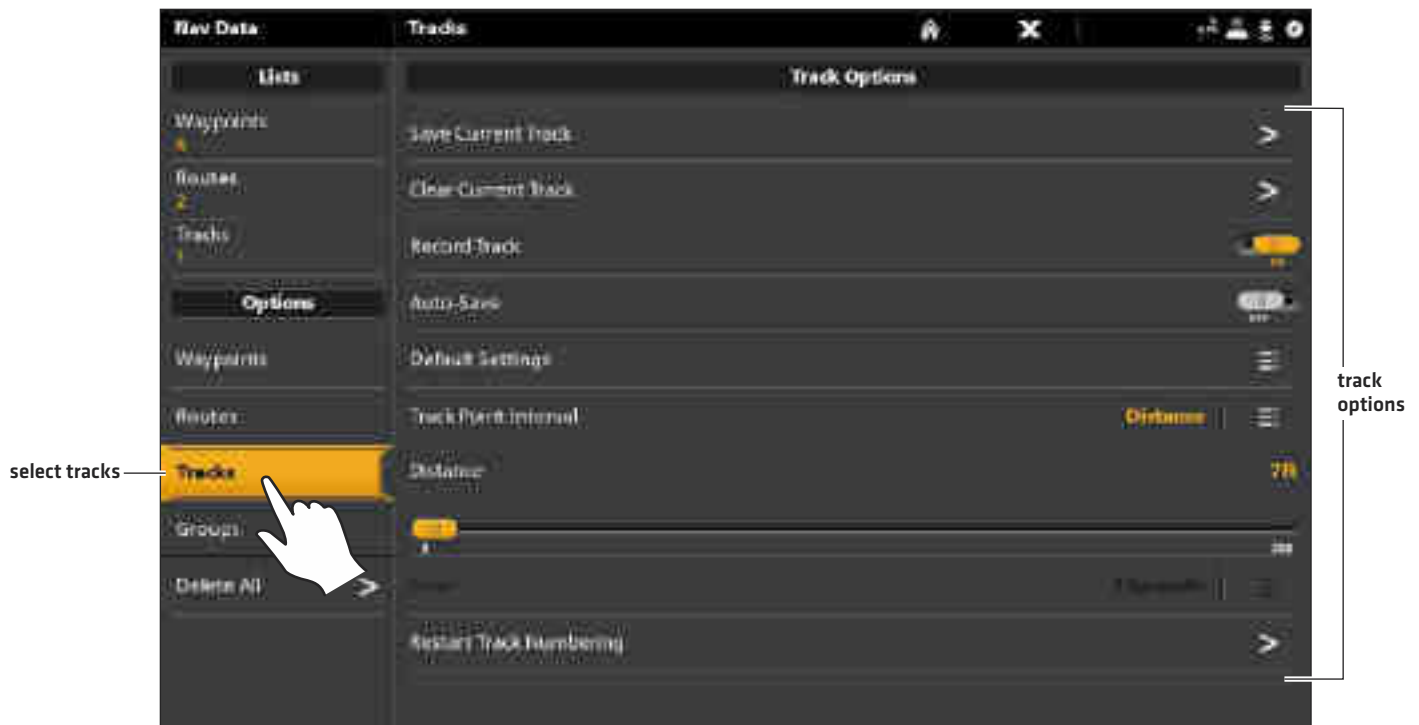 Nav Data
Tracks
Lists
Track Options
Waypoints
Routes
2
Tracks
1
Options
Waypoints
Routes
Tracks
Groups
Delete All
Save Current Track
Clear Current Track
Record Track
Auto-Save
Default Settings
Track Point Interval
Distance
Distance
Restart Track Numbering
select tracks
track
options